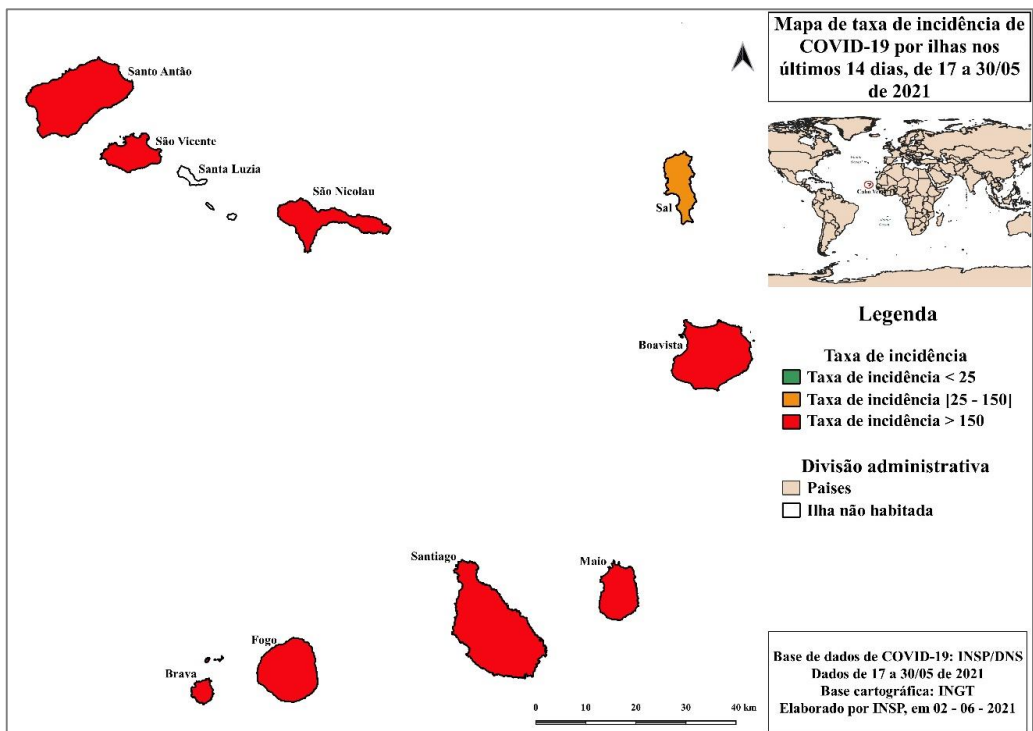 Mapa de taxa de incidência de
COVID-19 por ilhas nos
últimos 14 dias, de 17 a 30/05
de 2021
Santo Antão
São Vicente
Santa Luzia
São Nicolau
Sal
Boavista
Legenda
Taxa de incidência
Taxa de incidência < 25
Taxa de incidência |25 - 150|
Taxa de incidência > 150
Divisão administrativa
Paises
Ilha não habitada
Santiago
Maio
Fogo
Brava
0 10 20 30 40 km
Base de dados de COVID-19: INSP/DNS
Dados de 17 a 30/05 de 2021
Base cartográfica: INGT
Elaborado por INSP, em 02 - 06 - 2021